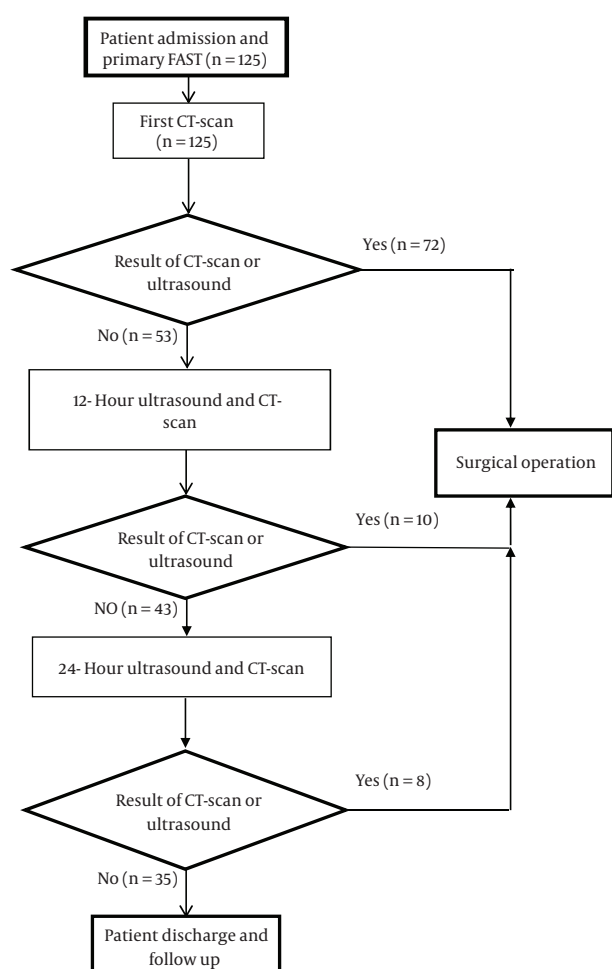 Patient admission and
primary FAST (n = 125)
First CT-scan
(n = 125)
Result of CT-scan or
ultrasound
Yes (n = 72)
No (n = 53)
12- Hour ultrasound and CT-
scan
Surgical operation
Result of CT-scan or
ultrasound
Yes (n = 10)
NO (n = 43)
24- Hour ultrasound and CT-scan
Result of CT-scan or
ultrasound
Yes (n = 8)
No (n = 35)
Patient discharge and
follow up